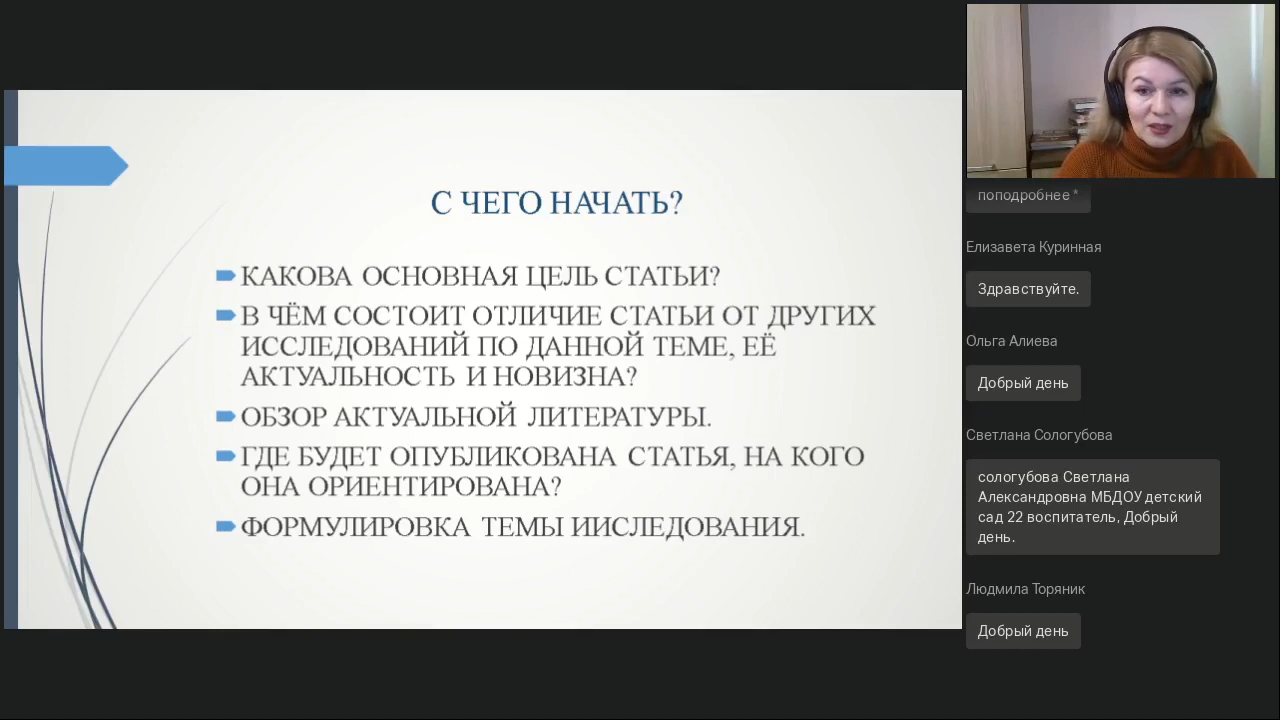 С ЧЕГО НАЧАТЬ?
КАКОВА ОСНОВНАЯ ЦЕЛЬ СТАТЬИ?
В ЧЁМ СОСТОИТ ОТЛИЧИЕ СТАТЬИ ОТ ДРУГИХ
ИССЛЕДОВАНИЙ ПО ДАННОЙ ТЕМЕ, ЕЁ
АКТУАЛЬНОСТЬ И НОВИЗНА?
ОБЗОР АКТУАЛЬНОЙ ЛИТЕРАТУРЫ.
ГДЕ БУДЕТ ОПУБЛИКОВАНА СТАТЬЯ, НА КОГО
ОНА ОРИЕНТИРОВАНА?
ФОРМУЛИРОВКА ТЕМЫ ИИСЛЕДОВАНИЯ.
поподробнее *
Елизавета Куринная
Здравствуйте.
Ольга Алиева
Добрый день
Светлана Сологубова
сологубова Светлана
Александровна МБДОУ детский
сад 22 воспитатель, Добрый
день.
Людмила Торяник
Добрый день